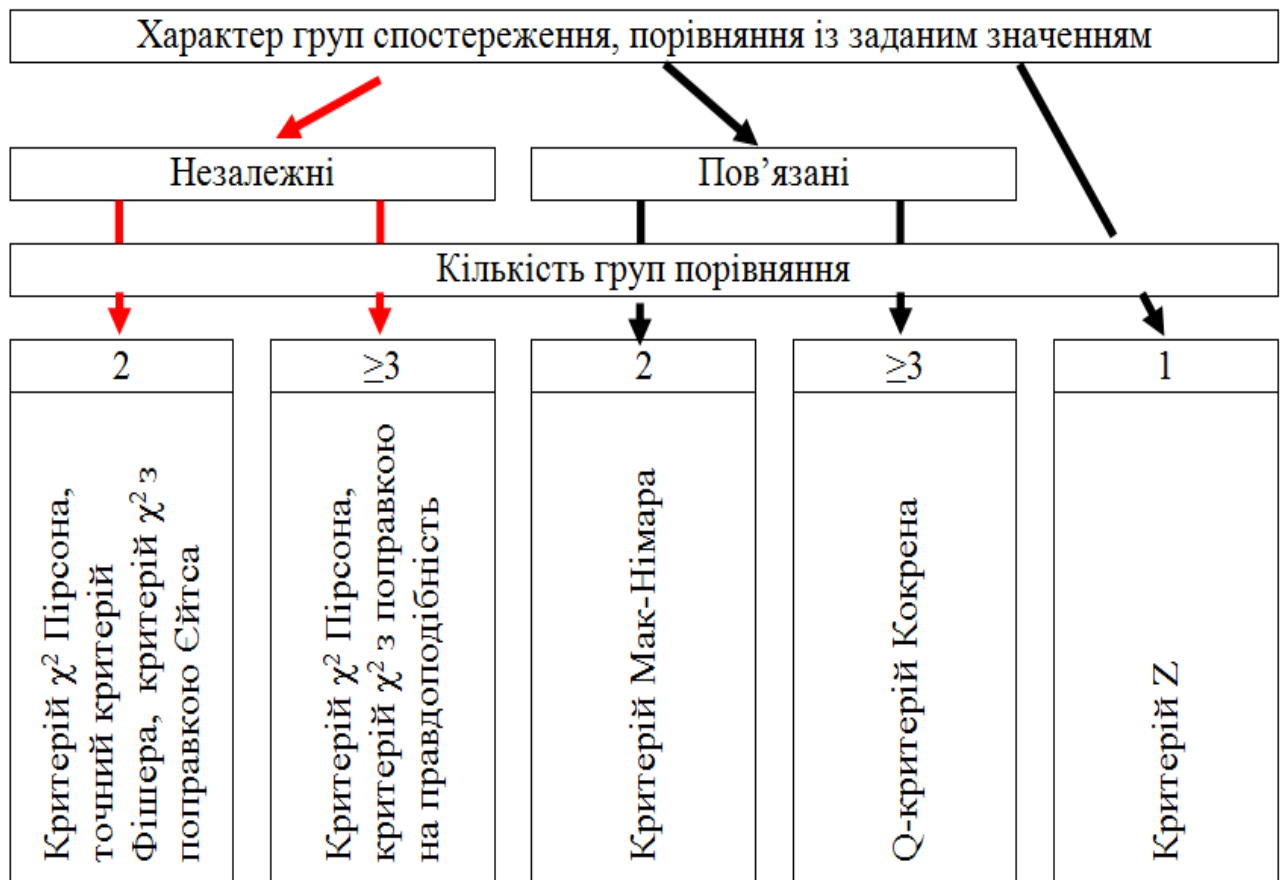 Характер груп спостереження, порівняння із заданим значенням
Незалежні
Пов’язані
Кількість груп порівняння
2
≥3
2
≥3
1
Критерій χ² Пірсона,
точний критерій
Фішера, критерій χ² з
поправкою Єйтса
Критерій χ² Пірсона,
критерій χ² з поправкою
на правдоподібність
Критерій Мак-Німара
Q-критерій Кокрена
Критерій Z